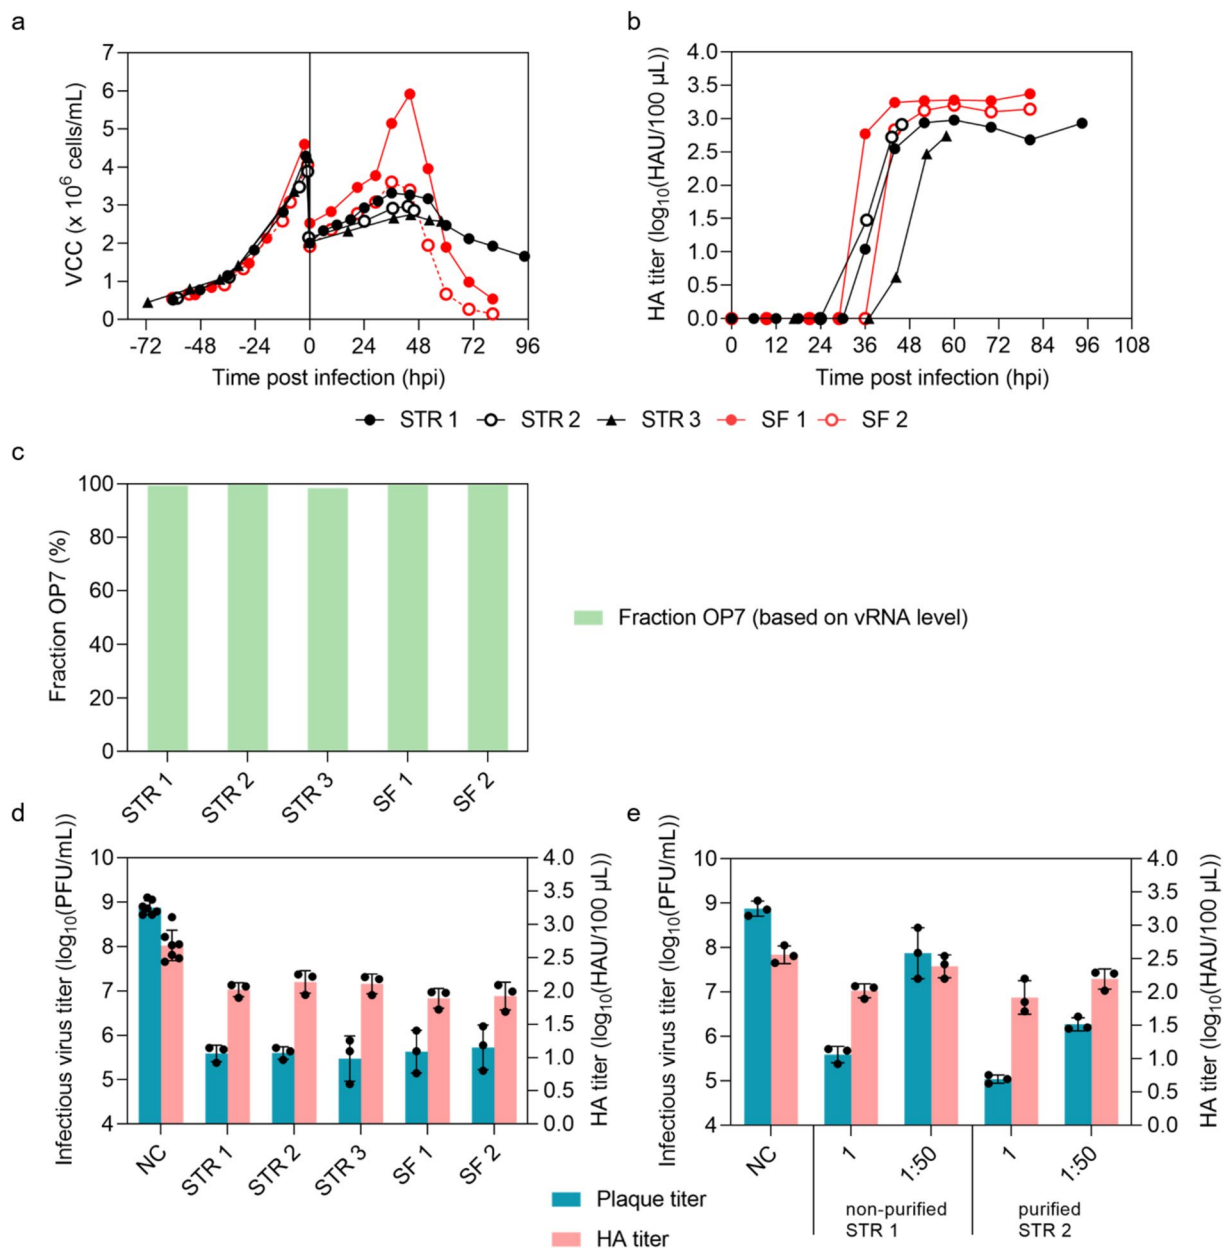 a
VCC (x 10⁶ cells/mL)
7
6
5
4
3
2
1
0
-72 -48 -24 0 24 48 72 96
Time post infection (hpi)
b
HA titer (log₁₀(HAU/100 µL))
4.0
3.5
3.0
2.5
2.0
1.5
1.0
0.5
0.0
0 12 24 36 48 60 72 84 96 108
Time post infection (hpi)
STR 1 STR 2 STR 3 SF 1 SF 2
c
Fraction OP7 (%)
100
80
60
40
20
0
STR 1 STR 2 STR 3 SF 1 SF 2
Fraction OP7 (based on vRNA level)
d
Infectious virus titer (log₁₀(PFU/mL))
10
9
8
7
6
5
4
HA titer (log₁₀(HAU/100 µL))
4.0
3.5
3.0
2.5
2.0
1.5
1.0
0.5
0.0
NC STR 1 STR 2 STR 3 SF 1 SF 2
e
Infectious virus titer (log₁₀(PFU/mL))
10
9
8
7
6
5
4
HA titer (log₁₀(HAU/100 µL))
4.0
3.5
3.0
2.5
2.0
1.5
1.0
0.5
0.0
NC 1 1:50 1 1:50
non-purified
STR 1
purified
STR 2
Plaque titer
HA titer